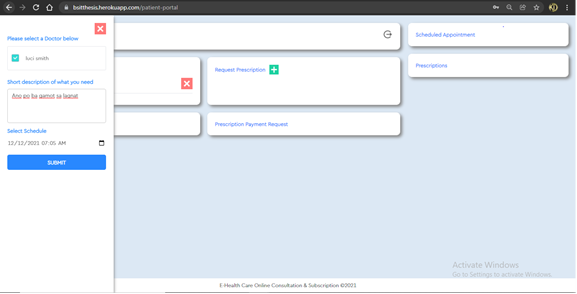 bsitthesis.herokuapp.com/patient-portal
Please select a Doctor below
luci smith
Short description of what you need :
Ano po ba gamot sa lagnat
Select Schedule
12/12/2021 07:05 AM
SUBMIT
Request Prescription
Prescription Payment Request
Scheduled Appointment
Prescriptions
Activate Windows
Go to Settings to activate Windows.
E-Health Care Online Consultation & Subscription ©2021